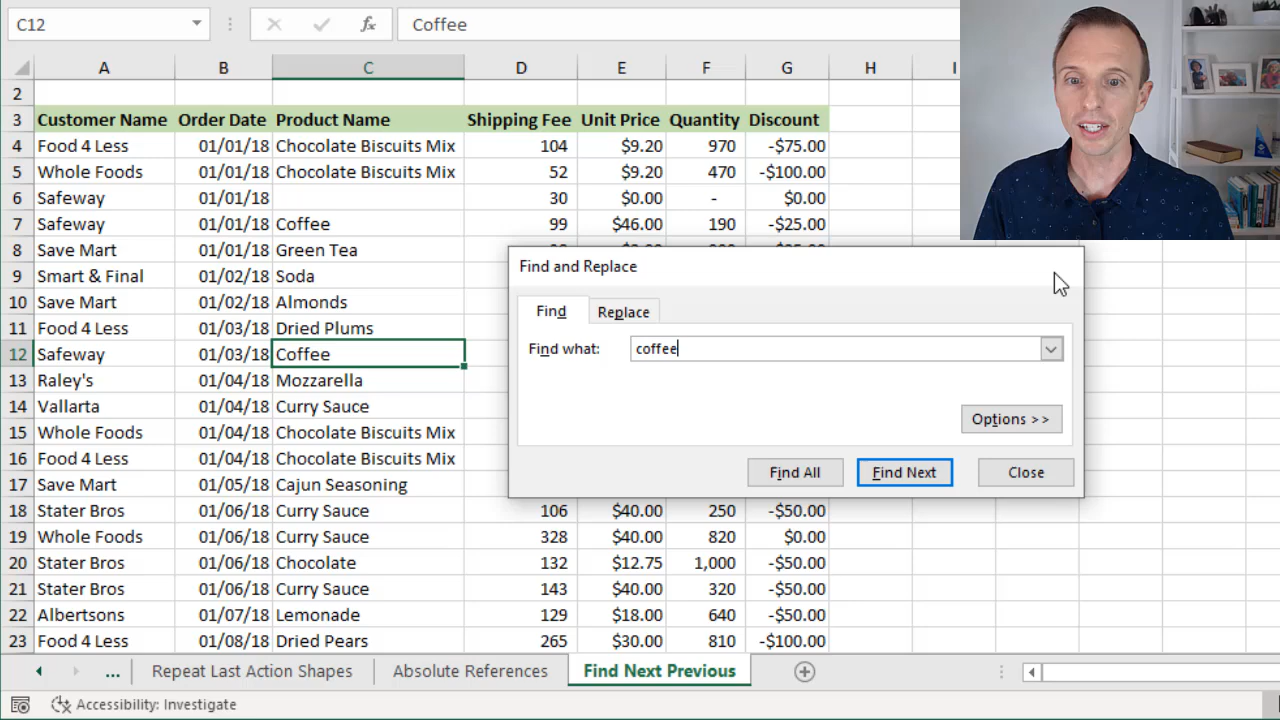 C12 fx Coffee
A B C D E F G H I
2
3 Customer Name Order Date Product Name Shipping Fee Unit Price Quantity Discount
4 Food 4 Less 01/01/18 Chocolate Biscuits Mix 104 $9.20 970 -$75.00
5 Whole Foods 01/01/18 Chocolate Biscuits Mix 52 $9.20 470 -$100.00
6 Safeway 01/01/18 30 $0.00 - $0.00
7 Safeway 01/01/18 Coffee 99 $46.00 190 -$25.00
8 Save Mart 01/01/18 Green Tea
9 Smart & Final 01/02/18 Soda
10 Save Mart 01/02/18 Almonds
11 Food 4 Less 01/03/18 Dried Plums
12 Safeway 01/03/18 Coffee
13 Raley's 01/04/18 Mozzarella
14 Vallarta 01/04/18 Curry Sauce
15 Whole Foods 01/04/18 Chocolate Biscuits Mix
16 Food 4 Less 01/04/18 Chocolate Biscuits Mix
17 Save Mart 01/05/18 Cajun Seasoning
18 Stater Bros 01/06/18 Curry Sauce 106 $40.00 250 -$50.00
19 Whole Foods 01/06/18 Curry Sauce 328 $40.00 820 $0.00
20 Stater Bros 01/06/18 Chocolate 132 $12.75 1,000 -$50.00
21 Stater Bros 01/06/18 Curry Sauce 143 $40.00 320 -$50.00
22 Albertsons 01/07/18 Lemonade 129 $18.00 640 -$50.00
23 Food 4 Less 01/08/18 Dried Pears 265 $30.00 810 -$100.00
Find and Replace
Find Replace
Find what: coffee
Options >>
Find All Find Next Close
... Repeat Last Action Shapes Absolute References Find Next Previous
Accessibility: Investigate